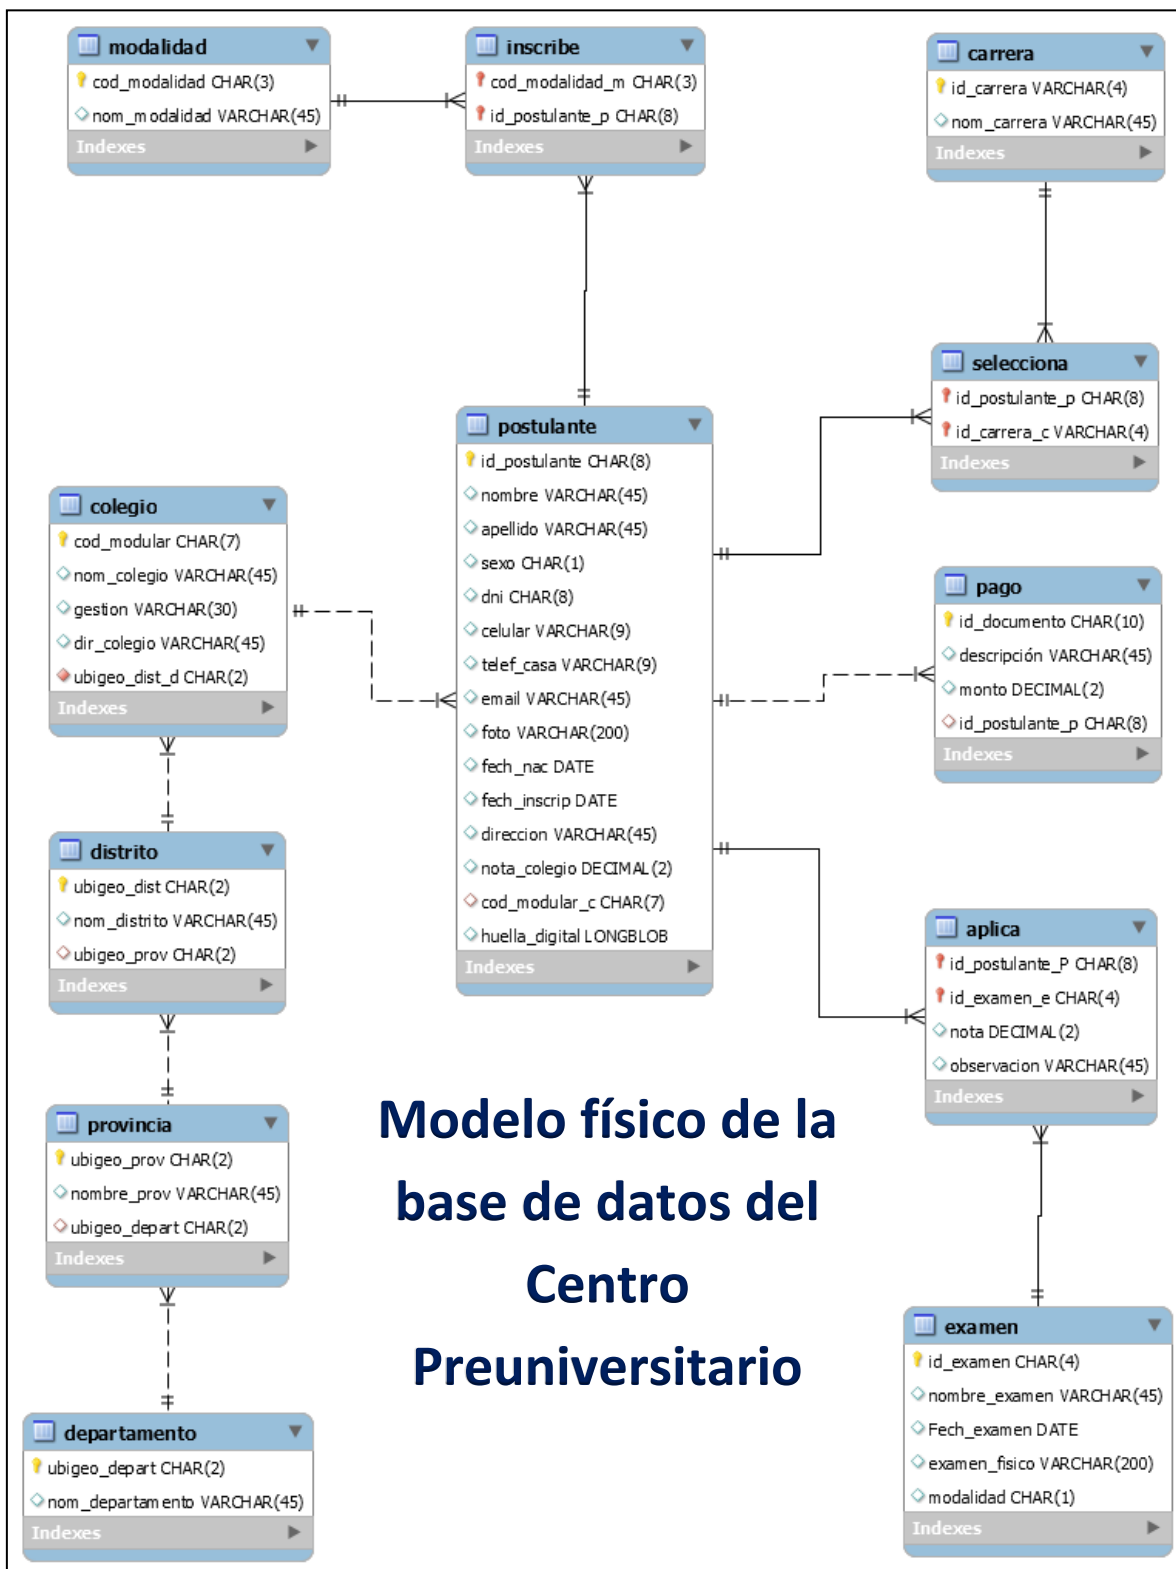 modalidad
cod_modalidad CHAR(3)
nom_modalidad VARCHAR(45)
Indexes
inscribe
cod_modalidad_m CHAR(3)
id_postulante_p CHAR(8)
Indexes
carrera
id_carrera VARCHAR(4)
nom_carrera VARCHAR(45)
Indexes
selecciona
id_postulante_p CHAR(8)
id_carrera_c VARCHAR(4)
Indexes
postulante
id_postulante CHAR(8)
nombre VARCHAR(45)
apellido VARCHAR(45)
sexo CHAR(1)
dni CHAR(8)
celular VARCHAR(9)
telef_casa VARCHAR(9)
email VARCHAR(45)
foto VARCHAR(200)
fech_nac DATE
fech_inscrip DATE
direccion VARCHAR(45)
nota_colegio DECIMAL(2)
cod_modular_c CHAR(7)
huella_digital LONGBLOB
Indexes
colegio
cod_modular CHAR(7)
nom_colegio VARCHAR(45)
gestion VARCHAR(30)
dir_colegio VARCHAR(45)
ubigeo_dist_d CHAR(2)
Indexes
pago
id_documento CHAR(10)
descripción VARCHAR(45)
monto DECIMAL(2)
id_postulante_p CHAR(8)
Indexes
distrito
ubigeo_dist CHAR(2)
nom_distrito VARCHAR(45)
ubigeo_prov CHAR(2)
Indexes
aplica
id_postulante_P CHAR(8)
id_examen_e CHAR(4)
nota DECIMAL(2)
observacion VARCHAR(45)
Indexes
provincia
ubigeo_prov CHAR(2)
nombre_prov VARCHAR(45)
ubigeo_depart CHAR(2)
Indexes
Modelo físico de la
base de datos del
Centro
Preuniversitario
examen
id_examen CHAR(4)
nombre_examen VARCHAR(45)
Fech_examen DATE
examen_fisico VARCHAR(200)
modalidad CHAR(1)
Indexes
departamento
ubigeo_depart CHAR(2)
nom_departamento VARCHAR(45)
Indexes